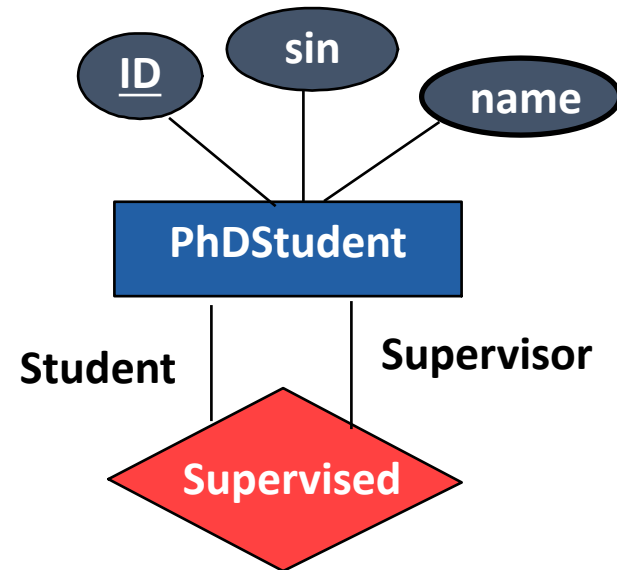 ID
sin
name
PhDStudent
Student
Supervisor
Supervised